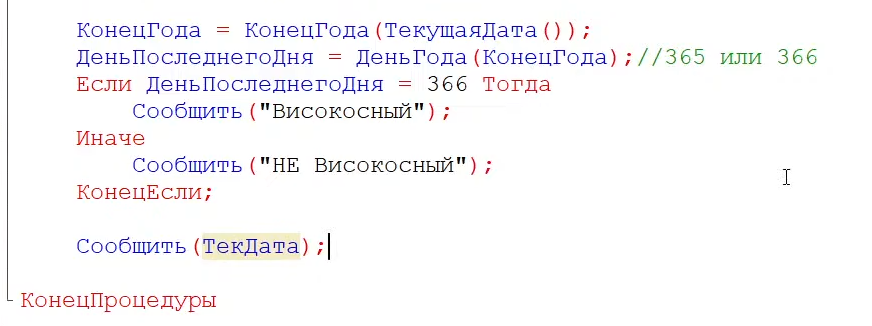 КонецГода = КонецГода(ТекущаяДата());
ДеньПоследнегоДня = ДеньГода(КонецГода);//365 или 366
Если ДеньПоследнегоДня = 366 Тогда
Сообщить("Високосный");
Иначе
Сообщить("НЕ Високосный");
КонецЕсли;
Сообщить(ТекДата);
КонецПроцедуры